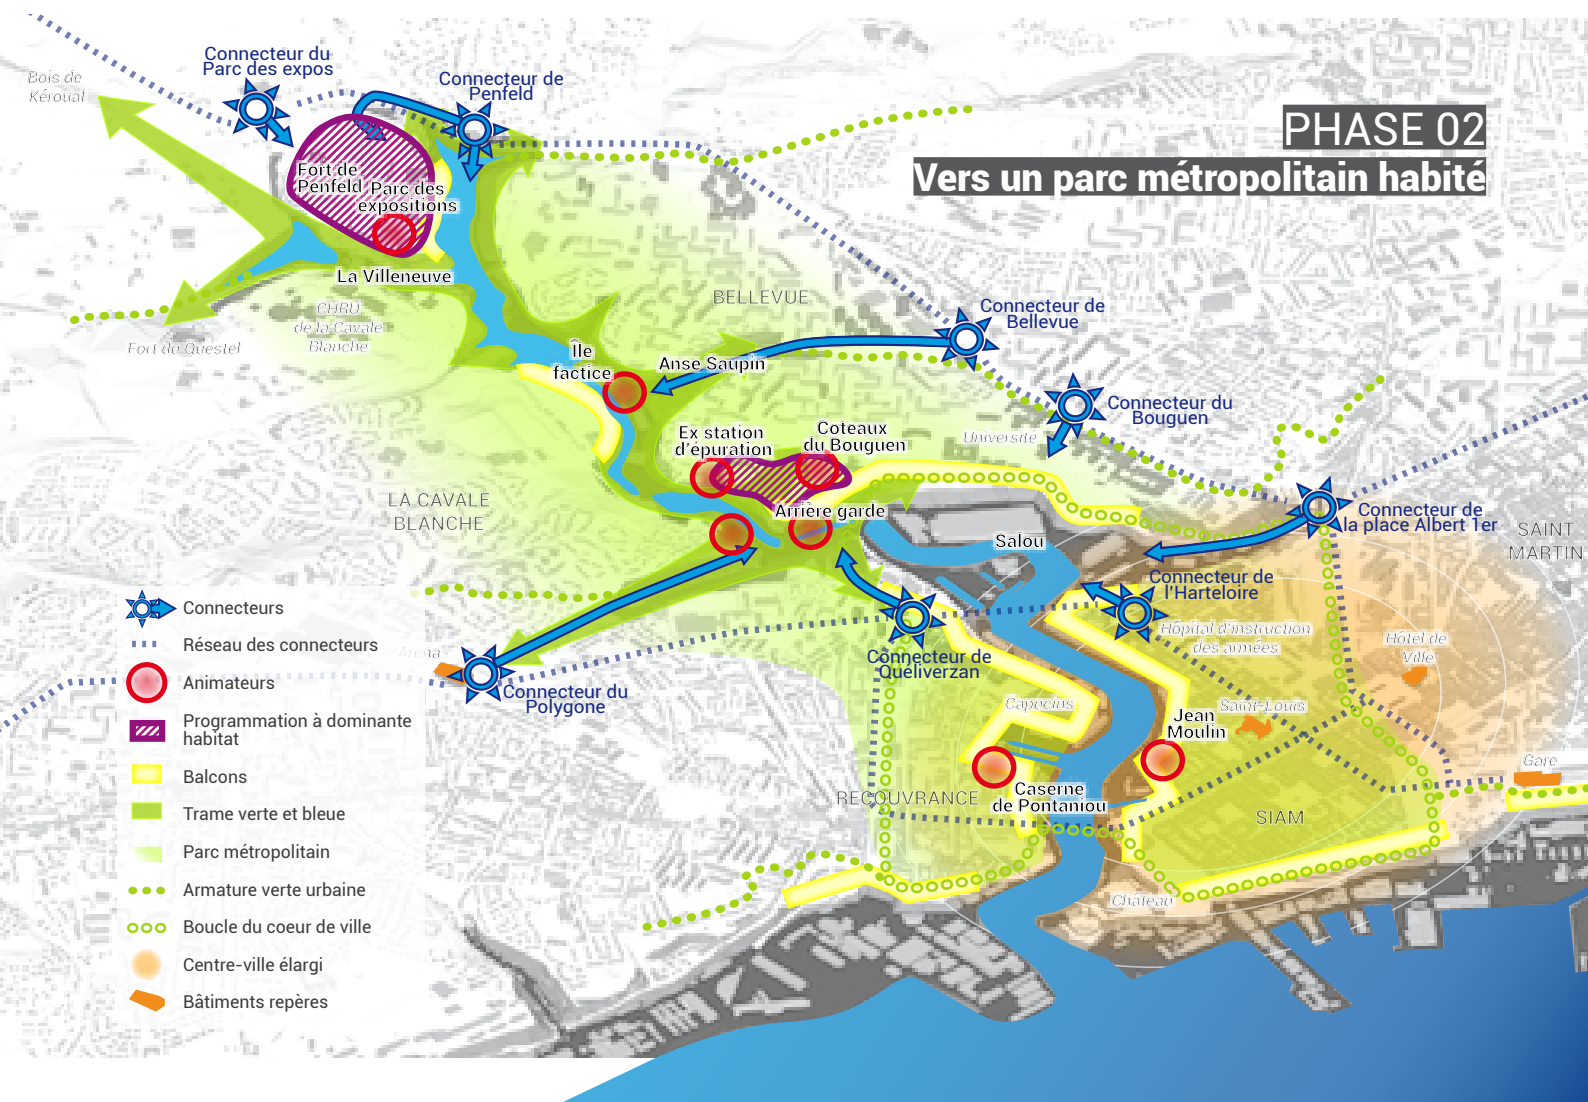 PHASE 02
Vers un parc métropolitain habité
Connecteur du
Parc des expos
Connecteur de
Penfeld
Bois de
Kéroual
Fort de
Penfeld
Parc des
expositions
La Villeneuve
CHRU
de la Cavale
Blanche
Fort du Questel
BELLEVUE
Connecteur de
Bellevue
Île
factice
Anse Saupin
Connecteur du
Bouguen
Université
Ex station
d'épuration
Coteaux
du Bouguen
LA CAVALE
BLANCHE
Arrière garde
Salou
Connecteur de
la place Albert 1er
SAINT
MARTIN
Connecteur de
l'Harteloire
Hôpital d'instruction
des armées
Hôtel de
Ville
Arena
Connecteur du
Polygone
Connecteur de
Quéliverzan
Capucins
Saint-Louis
Jean
Moulin
Gare
Caserne
de Pontaniou
RECOUVRANCE
SIAM
Château
Connecteurs
Réseau des connecteurs
Animateurs
Programmation à dominante
habitat
Balcons
Trame verte et bleue
Parc métropolitain
Armature verte urbaine
Boucle du coeur de ville
Centre-ville élargi
Bâtiments repères